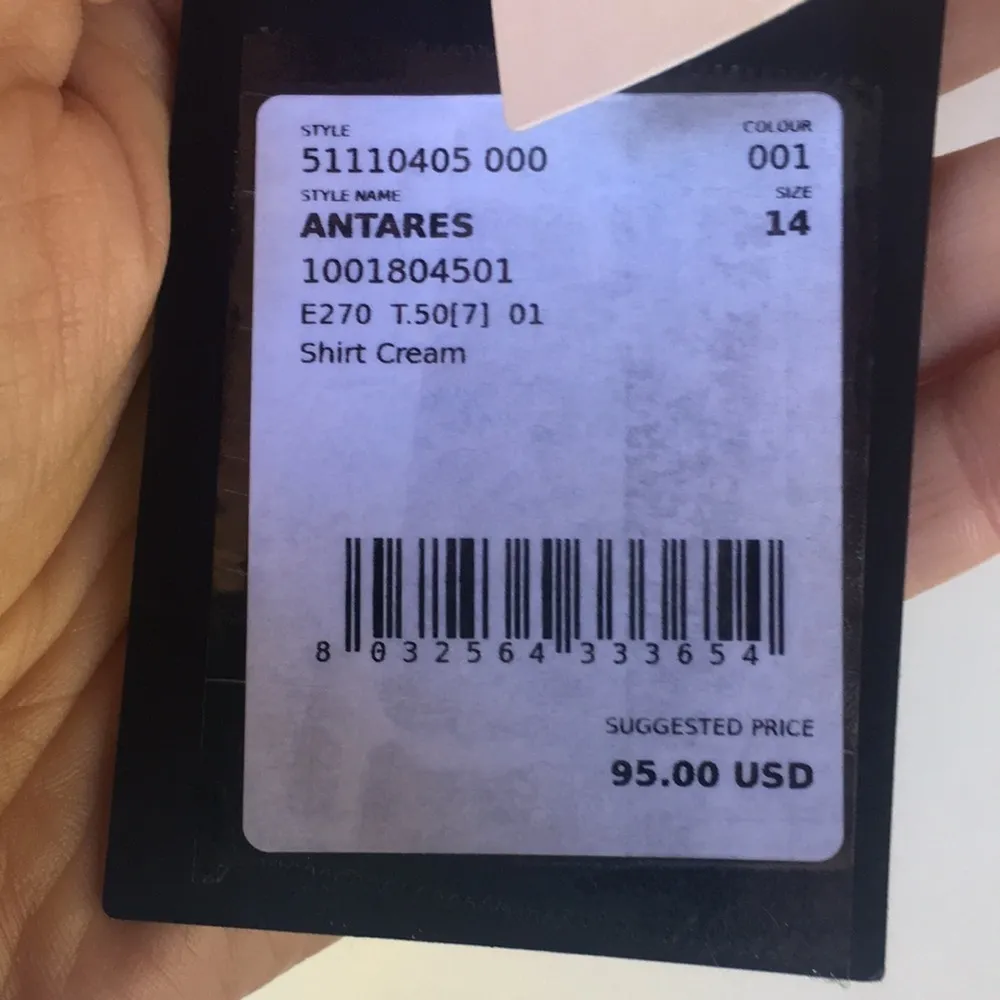 STYLE COLOUR
51110405 000 001
STYLE NAME SIZE
ANTARES 14
1001804501
E270 T.50[7] 01
Shirt Cream
8 032564 333654
SUGGESTED PRICE
95.00 USD